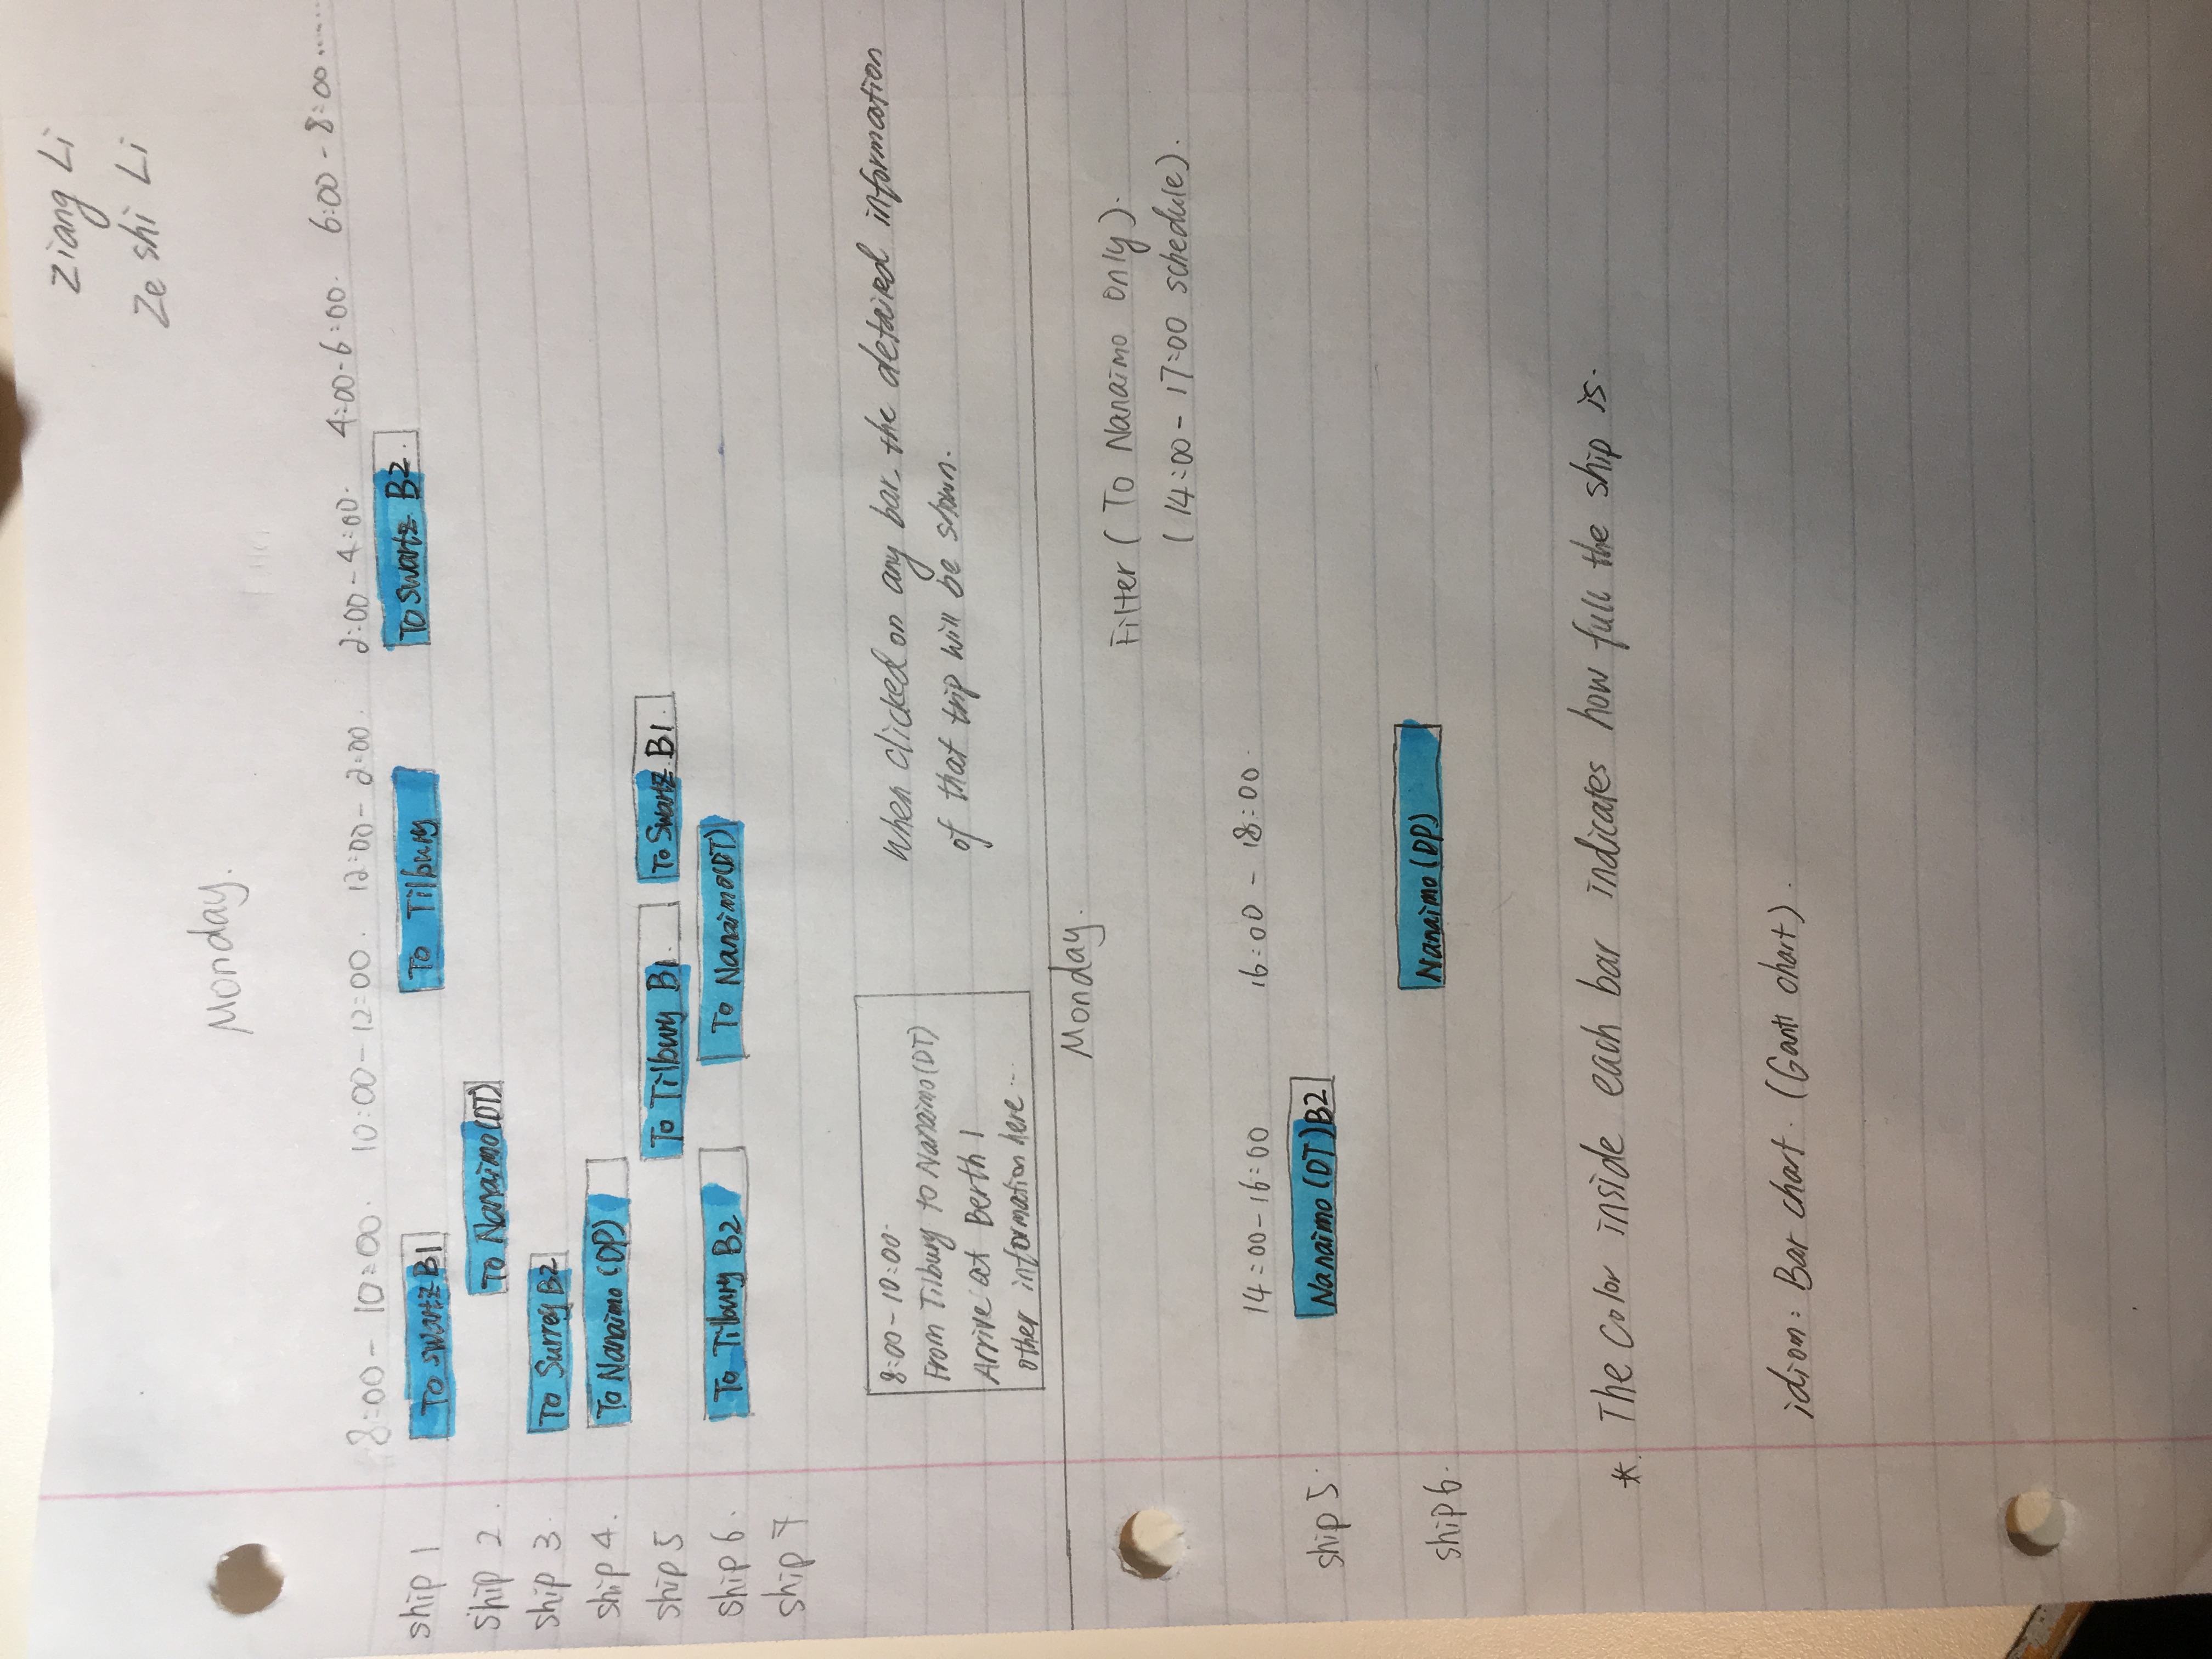 Ziang Li
Ze shi Li
Monday.
8:00 - 10:00. 10:00 - 12:00. 12:00 - 2:00. 2:00 - 4:00. 4:00-6:00. 6:00 - 8:00 ......
ship 1 To Swartz B1 To Tilbury To Swartz B2.
ship 2. To Nanaimo (DT)
ship 3. To Surrey B2
ship 4. To Nanaimo (DP)
ship 5 To Tilbury B1. To Swartz B1.
ship 6. To Tilbury B2 To Nanaimo (DT)
ship 7
8:00 - 10:00.
From Tilbury to Nanaimo (DT)
Arrive at Berth 1
other information here ...
When clicked on any bar, the detailed information
of that trip will be shown.
Monday.
Filter ( To Nanaimo only ).
( 14:00 - 17:00 schedule ).
14:00 - 16:00 16:00 - 18:00.
ship 5. Nanaimo (DT) B2
ship 6. Nanaimo (DP)
*. The color inside each bar indicates how full the ship is.
idiom: Bar chart. (Gantt chart).